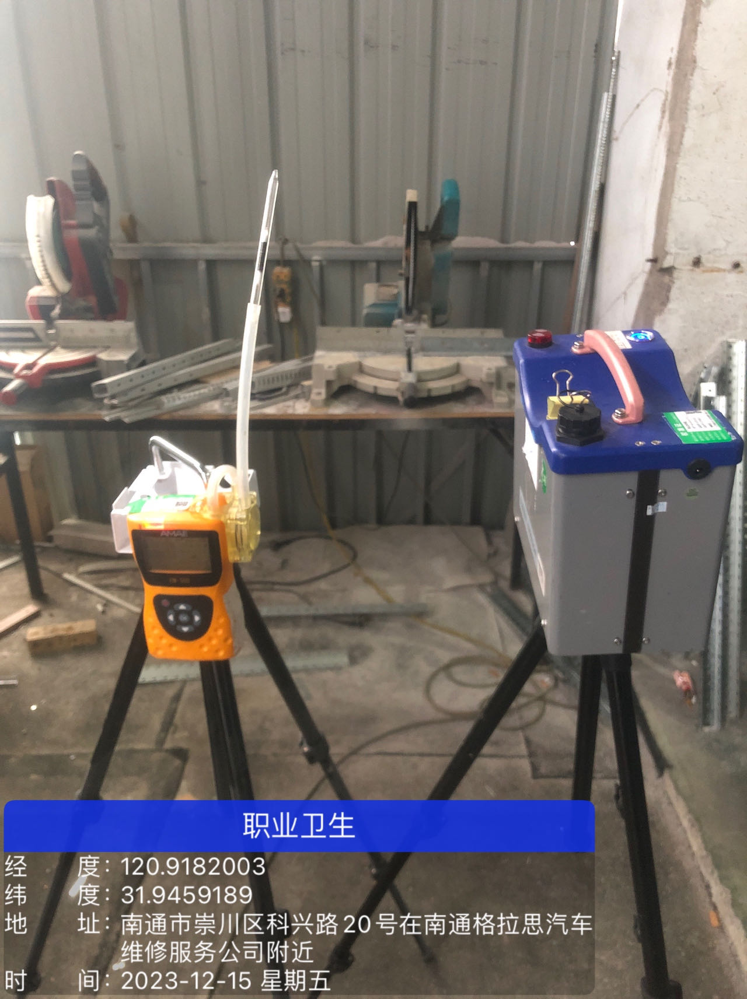 AMAE
职业卫生
经 度：120.9182003
纬 度：31.9459189
地 址：南通市崇川区科兴路20号在南通格拉思汽车
维修服务公司附近
时 间：2023-12-15 星期五